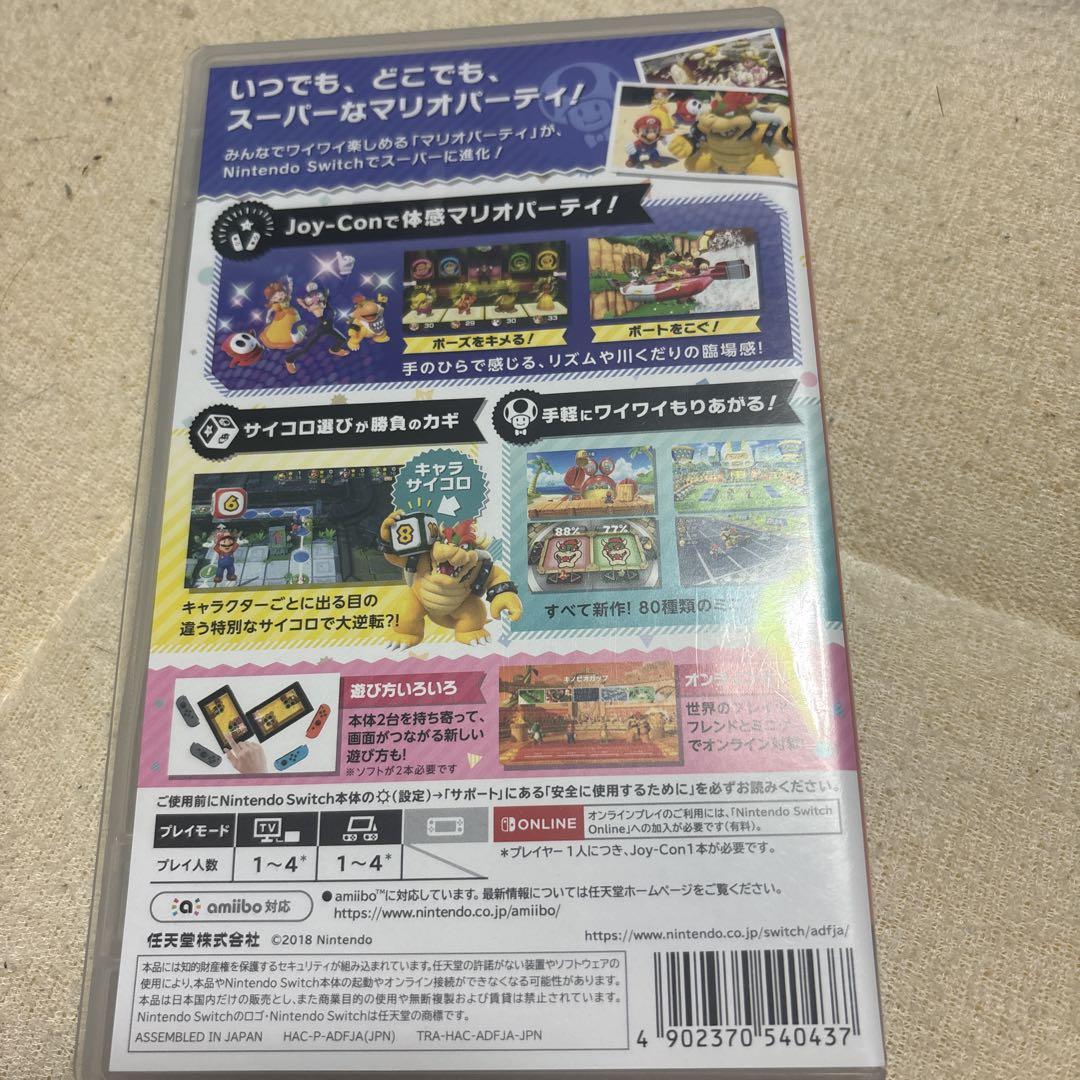 いつでも、どこでも、
スーパーなマリオパーティ!
みんなでワイワイ楽しめる「マリオパーティ」が、
Nintendo Switchでスーパーに進化!
Joy-Conで体感マリオパーティ!
30 29 30 33
ポーズをキメる!
ボートをこぐ!
手のひらで感じる、リズムや川くだりの臨場感!
サイコロ選びが勝負のカギ
キャラ
サイコロ
6
8
キャラクターごとに出る目の
違う特別なサイコロで大逆転?!
手軽にワイワイもりあがる!
88% 77%
すべて新作! 80種類のミニ
遊び方いろいろ
本体2台を持ち寄って、
画面がつながる新しい
遊び方も!
※ソフトが2本必要です
キノピオカップ
世界のプレイ
フレンドとミニ
でオンライン対戦!
ご使用前にNintendo Switch本体の(設定)→「サポート」にある「安全に使用するために」を必ずお読みください。
プレイモード TV
プレイ人数 1～4* 1～4*
ONLINE
オンラインプレイのご利用には、「Nintendo Switch
Online」への加入が必要です(有料)。
*プレイヤー1人につき、Joy-Con1本が必要です。
amiibo 対応
●amiibo™に対応しています。最新情報については任天堂ホームページをご覧ください。
https://www.nintendo.co.jp/amiibo/
任天堂株式会社 ©2018 Nintendo
https://www.nintendo.co.jp/switch/adfja/
本品には知的財産権を保護するセキュリティが組み込まれています。任天堂の許諾がない装置やソフトウェアの
使用により、本品やNintendo Switch本体の起動やオンライン接続ができなくなる可能性があります。
本品は日本国内だけの販売とし、また商業目的の使用や無断複製および賃貸は禁止されています。
Nintendo Switchのロゴ・Nintendo Switchは任天堂の商標です。
ASSEMBLED IN JAPAN HAC-P-ADFJA(JPN) TRA-HAC-ADFJA-JPN
4 902370 540437